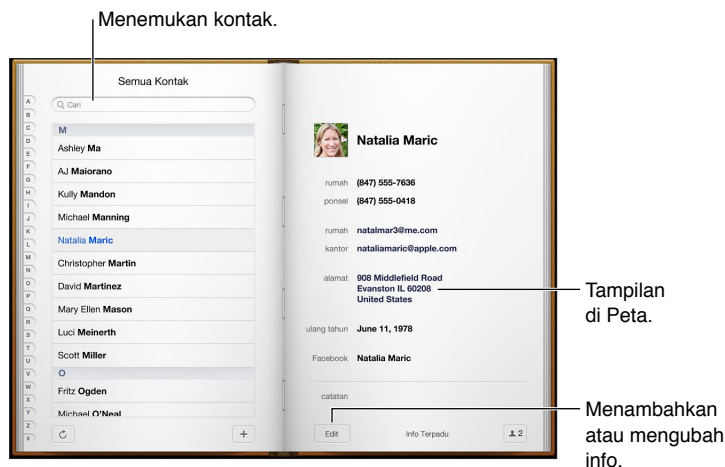 Menemukan kontak.
Semua Kontak
Cari
A
B
C
D
E
F
G
H
I
J
K
L
M
N
O
P
Q
R
S
T
U
V
W
X
Y
Z
#
M
Ashley Ma
AJ Maiorano
Kully Mandon
Michael Manning
Natalia Maric
Christopher Martin
David Martinez
Mary Ellen Mason
Luci Meinerth
Scott Miller
O
Fritz Ogden
Michael O'Neal
+
Natalia Maric
rumah (847) 555-7636
ponsel (847) 555-0418
rumah natalmar3@me.com
kantor nataliamaric@apple.com
alamat 908 Middlefield Road
Evanston IL 60208
United States
ulang tahun June 11, 1978
Facebook Natalia Maric
catatan
Edit Info Terpadu 2
Tampilan
di Peta.
Menambahkan
atau mengubah
info.